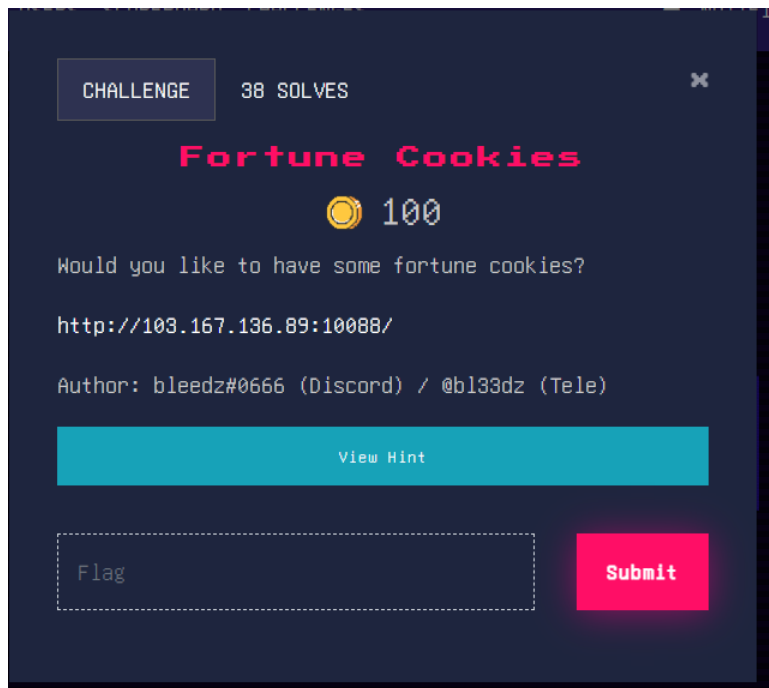 CHALLENGE
38 SOLVES
×
Fortune Cookies
100
Would you like to have some fortune cookies?
http://103.167.136.89:10088/
Author: bleedz#0666 (Discord) / @bl33dz (Tele)
View Hint
Flag
Submit